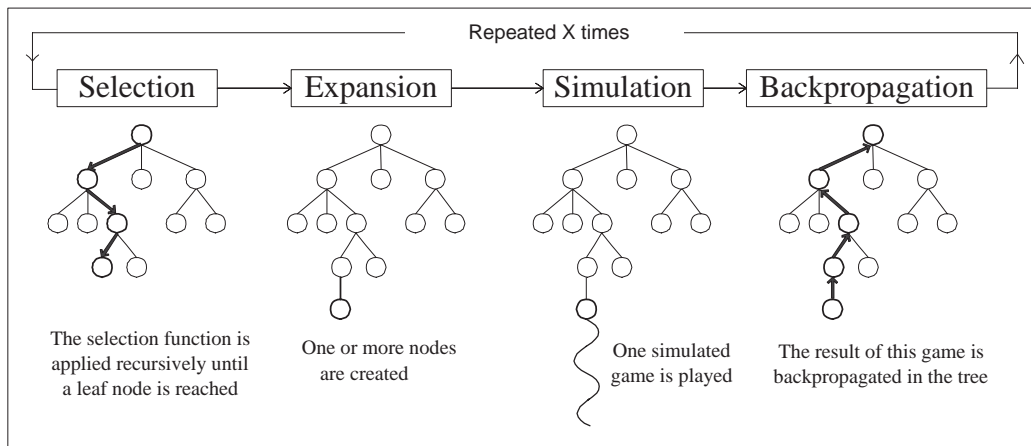 Repeated X times
Selection
Expansion
Simulation
Backpropagation
The selection function is
applied recursively until
a leaf node is reached
One or more nodes
are created
One simulated
game is played
The result of this game is
backpropagated in the tree